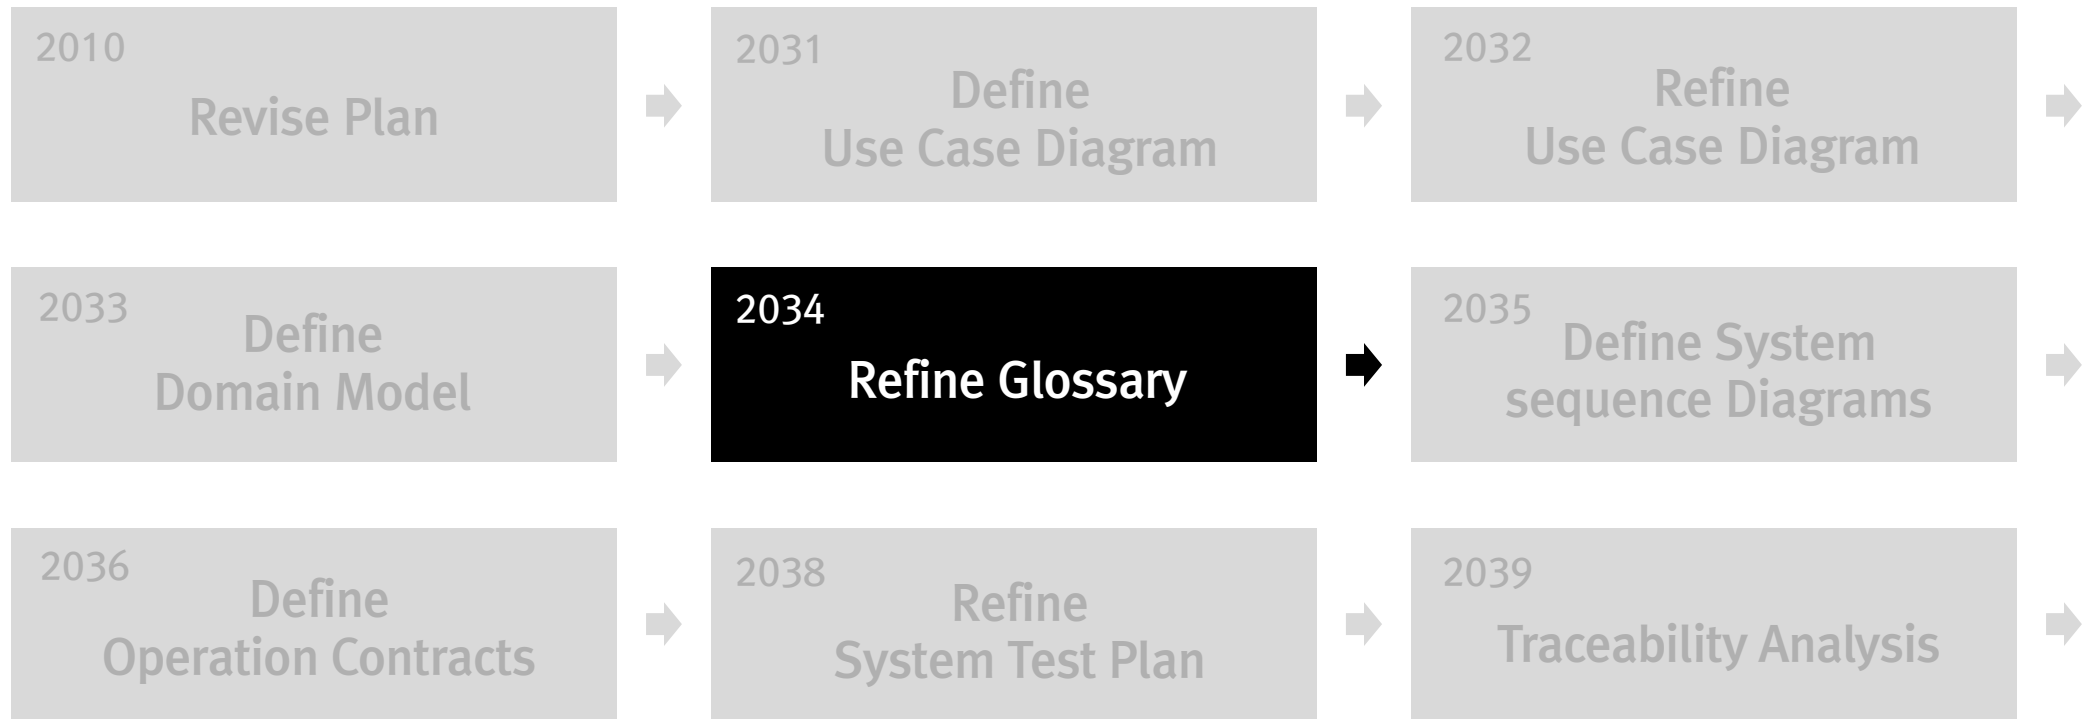 2010
Revise Plan
2031
Define
Use Case Diagram
2032
Refine
Use Case Diagram
2033
Define
Domain Model
2034
Refine Glossary
2035
Define System
sequence Diagrams
2036
Define
Operation Contracts
2038
Refine
System Test Plan
2039
Traceability Analysis